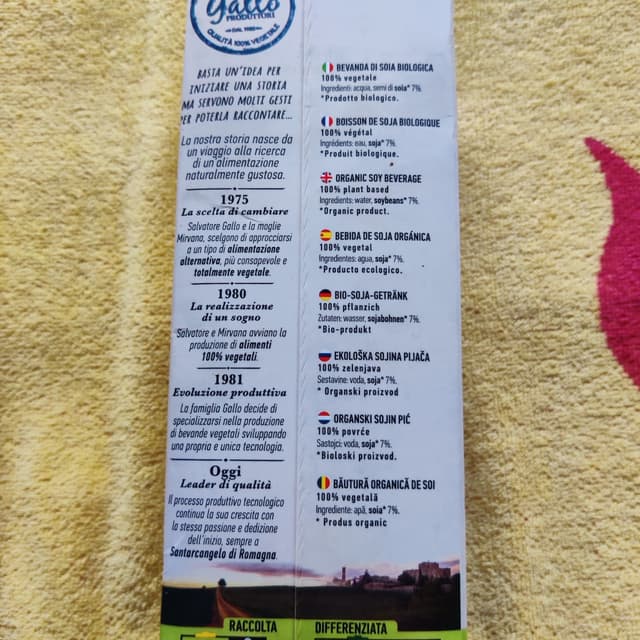 Gallo
PRODUTTORI
DAL 1980
QUALITÀ 100% VEGETALE
BASTA UN'IDEA PER
INIZIARE UNA STORIA
MA SERVONO MOLTI GESTI
PER POTERLA RACCONTARE...
La nostra storia nasce da
un viaggio alla ricerca
di un'alimentazione
naturalmente gustosa.
1975
La scelta di cambiare
Salvatore Gallo e la moglie
Mirvana, scelgono di approcciarsi
a un tipo di alimentazione
alternativa, più consapevole e
totalmente vegetale.
1980
La realizzazione
di un sogno
Salvatore e Mirvana avviano la
produzione di alimenti
100% vegetali.
1981
Evoluzione produttiva
La famiglia Gallo decide di
specializzarsi nella produzione
di bevande vegetali sviluppando
una propria e unica tecnologia.
Oggi
Leader di qualità
Il processo produttivo tecnologico
continua la sua crescita con
la stessa passione e dedizione
dell'inizio, sempre a
Santarcangelo di Romagna.
BEVANDA DI SOIA BIOLOGICA
100% vegetale
Ingredienti: acqua, semi di soia* 7%.
*Prodotto biologico.
BOISSON DE SOJA BIOLOGIQUE
100% végétal
Ingrédients: eau, soja* 7%.
*Produit biologique.
ORGANIC SOY BEVERAGE
100% plant based
Ingredients: water, soybeans* 7%.
*Organic product.
BEBIDA DE SOJA ORGÁNICA
100% vegetal
Ingredientes: agua, soja* 7%.
*Producto ecologico.
BIO-SOJA-GETRÄNK
100% pflanzich
Zutaten: wasser, sojabohnen* 7%.
*Bio-produkt
EKOLOŠKA SOJINA PIJAČA
100% zelenjava
Sestavine: voda, soja* 7%.
* Organski proizvod
ORGANSKI SOJIN PIĆ
100% povrće
Sastojci: voda, soja* 7%.
*Bioloski proizvod.
BĂUTURĂ ORGANICĂ DE SOI
100% vegetală
Ingrediente: apă, soia* 7%.
* Produs organic
RACCOLTA DIFFERENZIATA